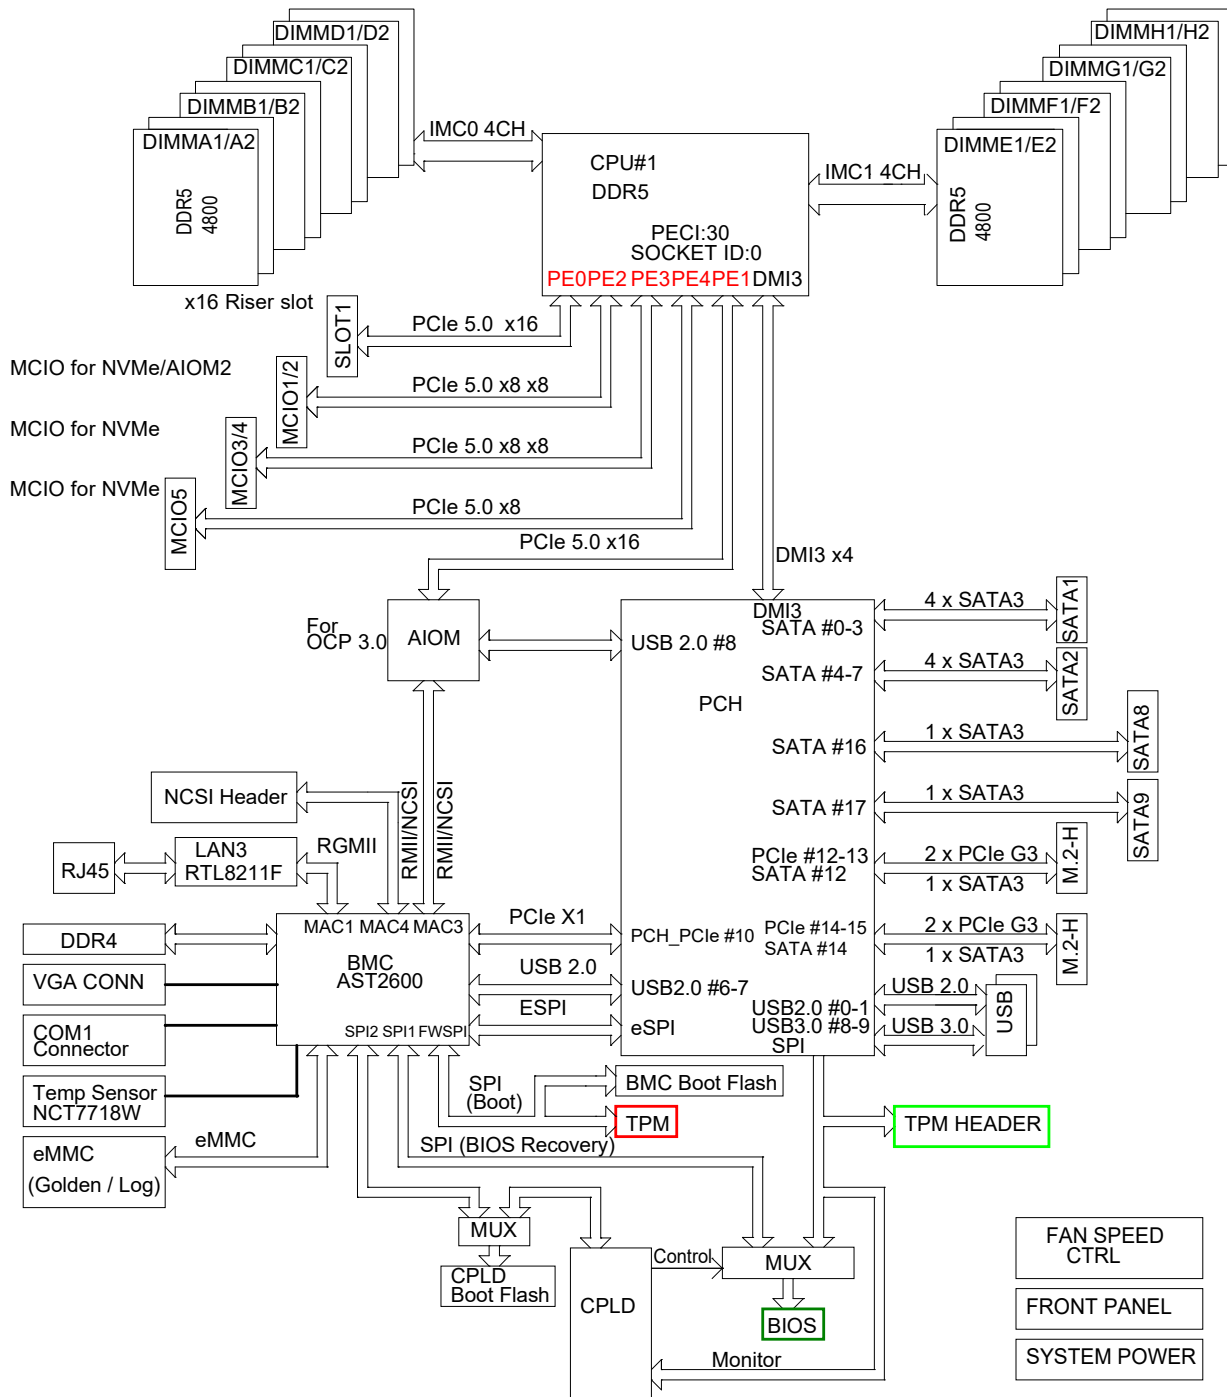 DIMMD1/D2
DIMMC1/C2
DIMMB1/B2
DIMMA1/A2
DDR5
4800
IMC0 4CH
CPU#1
DDR5
PECI:30
SOCKET ID:0
PE0 PE2 PE3 PE4 PE1 DMI3
IMC1 4CH
DIMMH1/H2
DIMMG1/G2
DIMMF1/F2
DIMME1/E2
DDR5
4800
x16 Riser slot
SLOT1
PCIe 5.0 x16
MCIO for NVMe/AIOM2
MCIO1/2
PCIe 5.0 x8 x8
MCIO for NVMe
MCIO3/4
PCIe 5.0 x8 x8
MCIO for NVMe
MCIO5
PCIe 5.0 x8
PCIe 5.0 x16
DMI3 x4
For
OCP 3.0
AIOM
USB 2.0 #8
DMI3
SATA #0-3
4 x SATA3
SATA1
SATA #4-7
4 x SATA3
SATA2
PCH
SATA #16
1 x SATA3
SATA8
SATA #17
1 x SATA3
SATA9
PCIe #12-13
SATA #12
2 x PCIe G3
1 x SATA3
M.2-H
PCIe #14-15
SATA #14
2 x PCIe G3
1 x SATA3
M.2-H
USB2.0 #0-1
USB3.0 #8-9
SPI
USB 2.0
USB 3.0
USB
NCSI Header
RMII/NCSI
RMII/NCSI
RJ45
LAN3
RTL8211F
RGMII
MAC1 MAC4 MAC3
BMC
AST2600
SPI2 SPI1 FWSPI
PCIe X1
PCH_PCIe #10
USB 2.0
USB2.0 #6-7
ESPI
eSPI
DDR4
VGA CONN
COM1
Connector
Temp Sensor
NCT7718W
eMMC
(Golden / Log)
eMMC
SPI
(Boot)
BMC Boot Flash
TPM
TPM HEADER
SPI (BIOS Recovery)
MUX
CPLD
Boot Flash
CPLD
Control
MUX
BIOS
Monitor
FAN SPEED
CTRL
FRONT PANEL
SYSTEM POWER